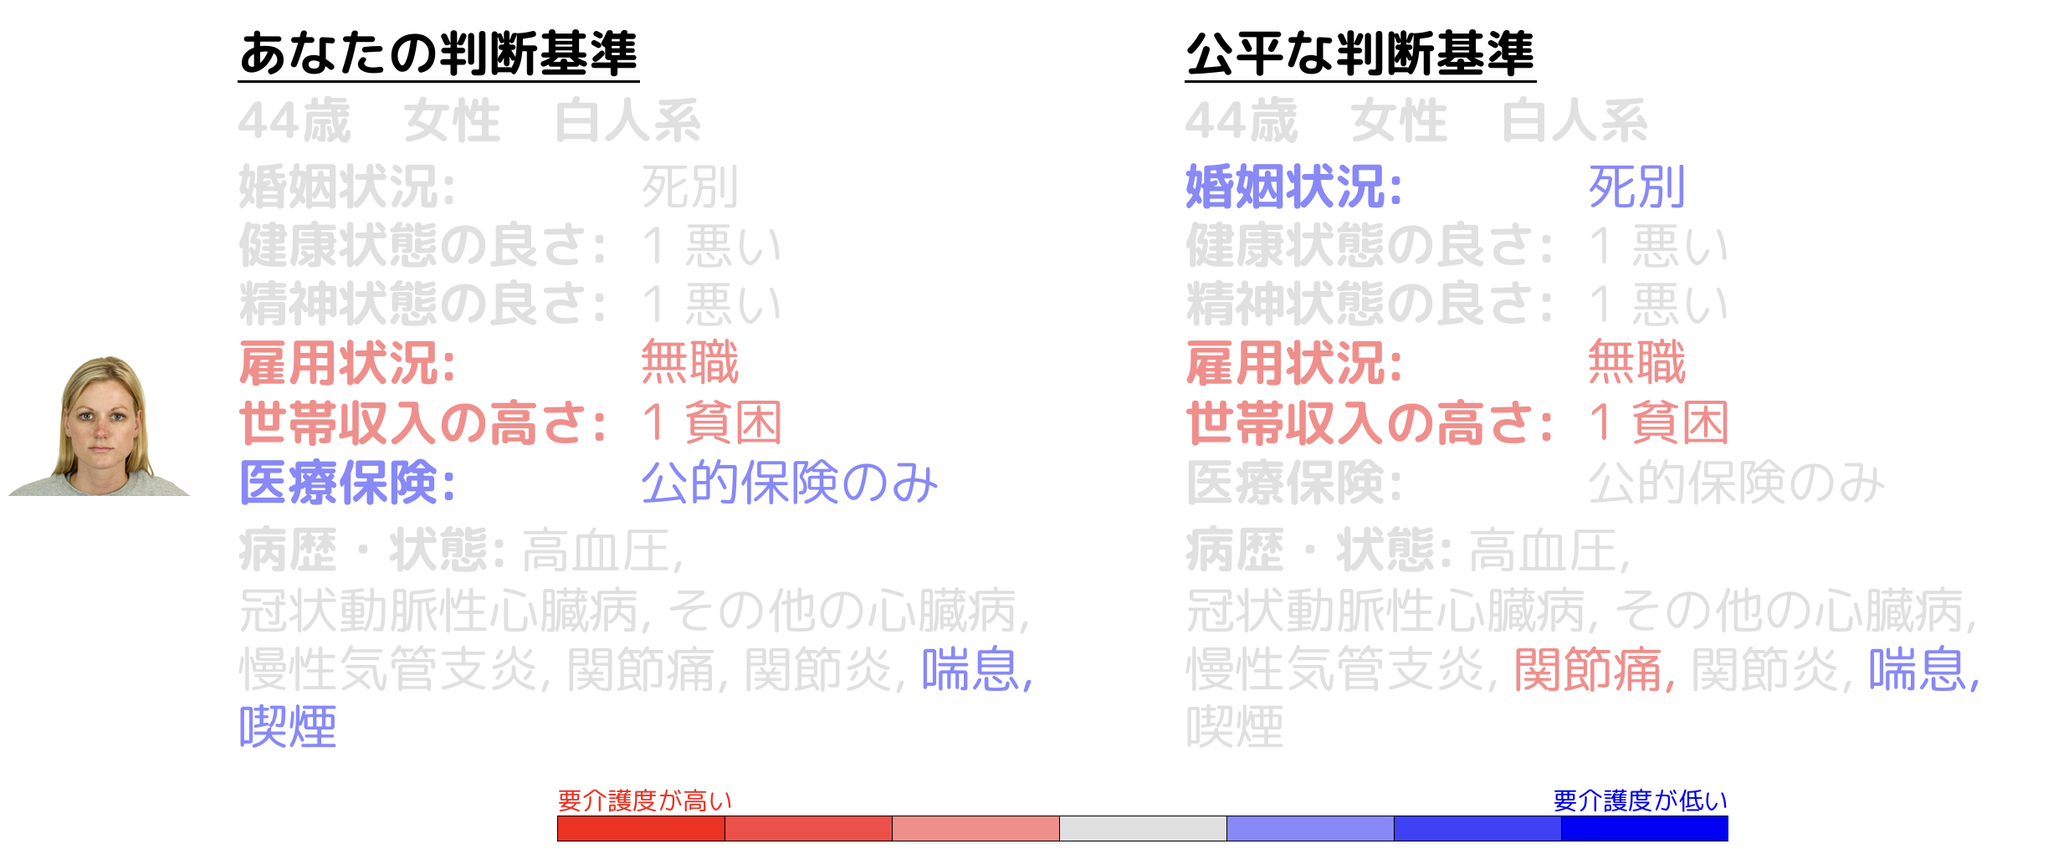 あなたの判断基準
44歳　女性　白人系
婚姻状況: 死別
健康状態の良さ: 1 悪い
精神状態の良さ: 1 悪い
雇用状況: 無職
世帯収入の高さ: 1 貧困
医療保険: 公的保険のみ
病歴・状態: 高血圧,
冠状動脈性心臓病, その他の心臓病,
慢性気管支炎, 関節痛, 関節炎, 喘息,
喫煙
公平な判断基準
44歳　女性　白人系
婚姻状況: 死別
健康状態の良さ: 1 悪い
精神状態の良さ: 1 悪い
雇用状況: 無職
世帯収入の高さ: 1 貧困
医療保険: 公的保険のみ
病歴・状態: 高血圧,
冠状動脈性心臓病, その他の心臓病,
慢性気管支炎, 関節痛, 関節炎, 喘息,
喫煙
要介護度が高い
要介護度が低い